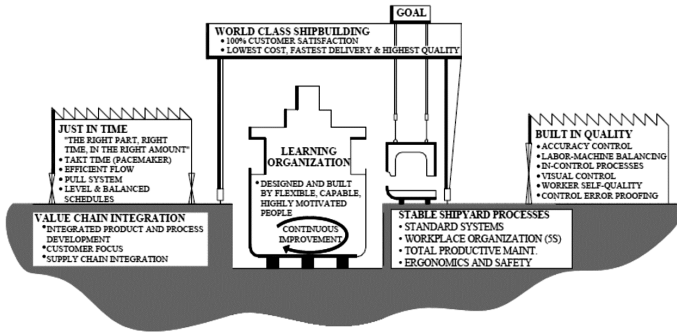 GOAL
WORLD CLASS SHIPBUILDING
• 100% CUSTOMER SATISFACTION
• LOWEST COST, FASTEST DELIVERY & HIGHEST QUALITY
JUST IN TIME
"THE RIGHT PART, RIGHT
TIME, IN THE RIGHT AMOUNT"
• TAKT TIME (PACEMAKER)
• EFFICIENT FLOW
• PULL SYSTEM
• LEVEL & BALANCED
SCHEDULES
LEARNING
ORGANIZATION
• DESIGNED AND BUILT
BY FLEXIBLE, CAPABLE,
HIGHLY MOTIVATED
PEOPLE
CONTINUOUS
IMPROVEMENT
BUILT IN QUALITY
• ACCURACY CONTROL
• LABOR-MACHINE BALANCING
• IN-CONTROL PROCESSES
• VISUAL CONTROL
• WORKER SELF-QUALITY
• CONTROL ERROR PROOFING
VALUE CHAIN INTEGRATION
• INTEGRATED PRODUCT AND PROCESS
DEVELOPMENT
• CUSTOMER FOCUS
• SUPPLY CHAIN INTEGRATION
STABLE SHIPYARD PROCESSES
• STANDARD SYSTEMS
• WORKPLACE ORGANIZATION (5S)
• TOTAL PRODUCTIVE MAINT.
• ERGONOMICS AND SAFETY